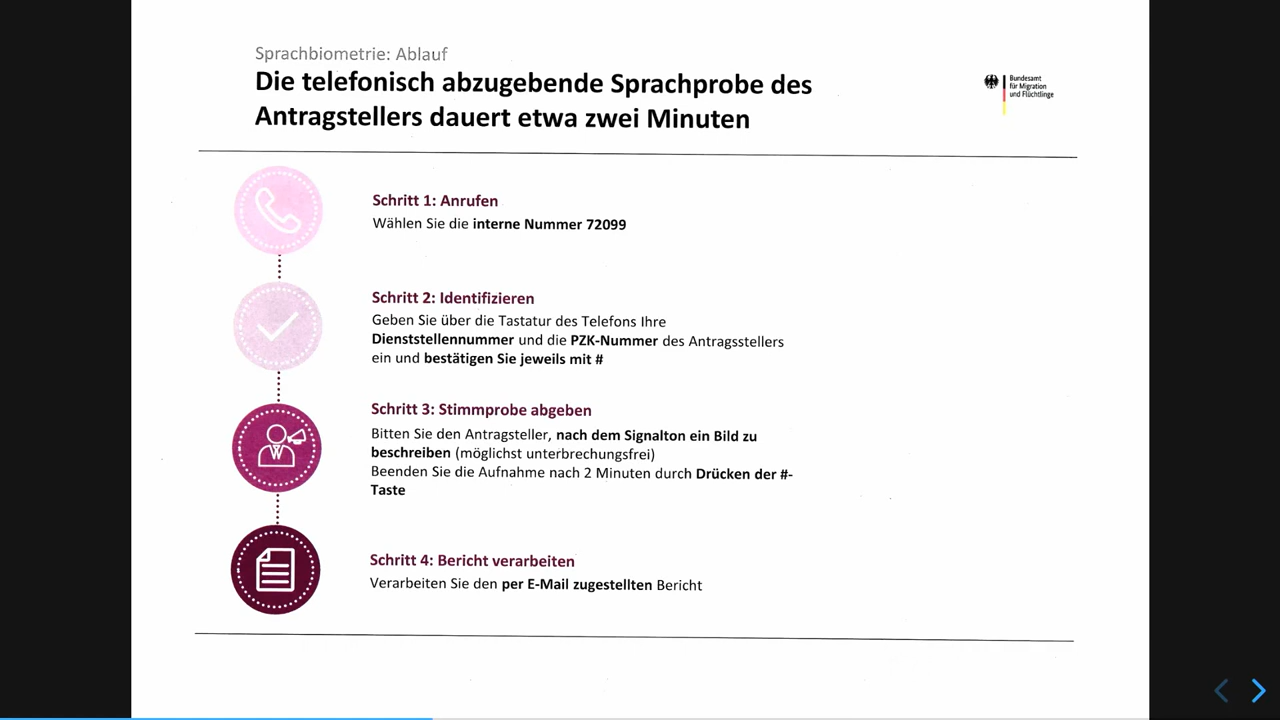 Sprachbiometrie: Ablauf
Die telefonisch abzugebende Sprachprobe des
Antragstellers dauert etwa zwei Minuten
Bundesamt
für Migration
und Flüchtlinge
Schritt 1: Anrufen
Wählen Sie die interne Nummer 72099
Schritt 2: Identifizieren
Geben Sie über die Tastatur des Telefons Ihre
Dienststellennummer und die PZK-Nummer des Antragsstellers
ein und bestätigen Sie jeweils mit #
Schritt 3: Stimmprobe abgeben
Bitten Sie den Antragsteller, nach dem Signalton ein Bild zu
beschreiben (möglichst unterbrechungsfrei)
Beenden Sie die Aufnahme nach 2 Minuten durch Drücken der #-
Taste
Schritt 4: Bericht verarbeiten
Verarbeiten Sie den per E-Mail zugestellten Bericht